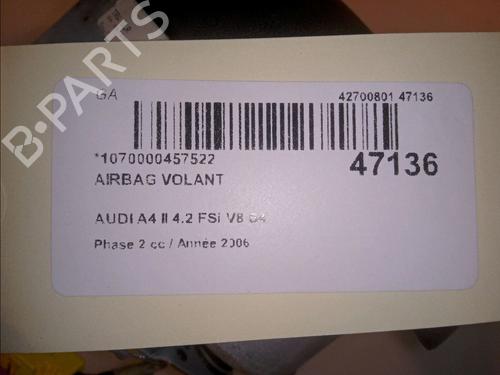 B-PARTS
GA 42700801 47136
*1070000457522 47136
AIRBAG VOLANT
AUDI A4 II 4.2 FSI V8 S4
Phase 2 cc / Année 2006